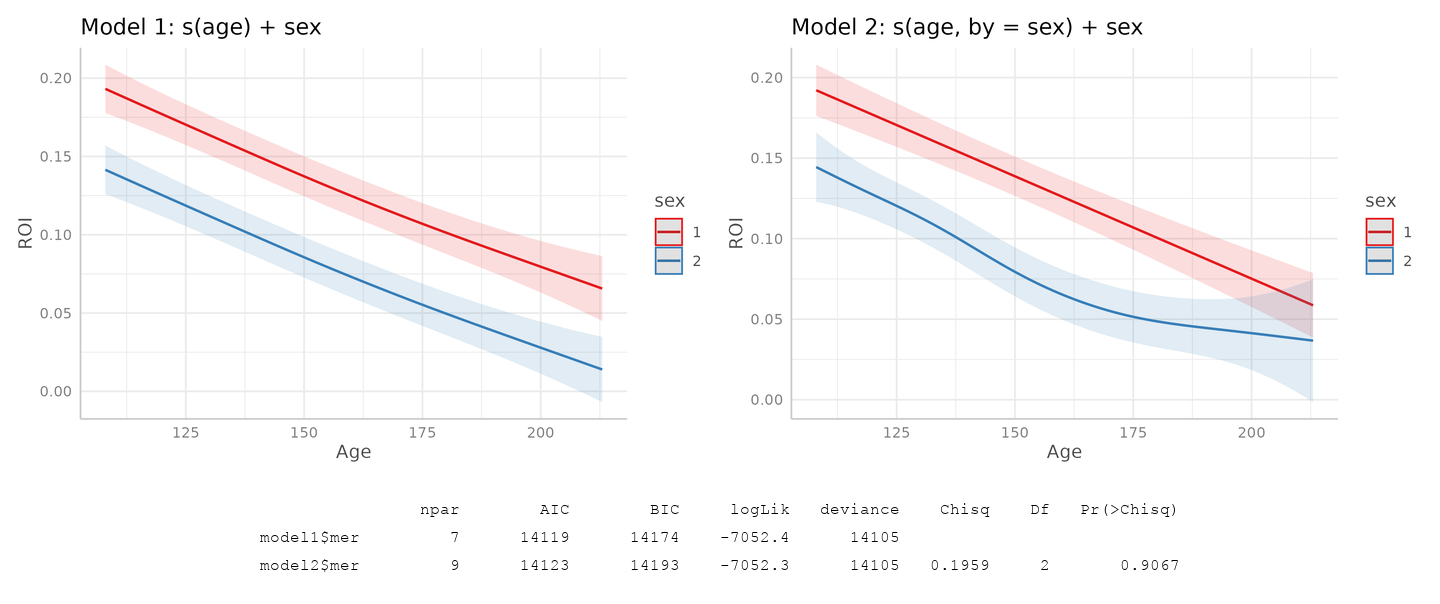 Model 1: s(age) + sex
0.20
0.15
0.10
0.05
0.00
ROI
125 150 175 200
Age
sex
1
2
Model 2: s(age, by = sex) + sex
0.20
0.15
0.10
0.05
0.00
ROI
125 150 175 200
Age
sex
1
2
npar AIC BIC logLik deviance Chisq Df Pr(>Chisq)
model1$mer 7 14119 14174 -7052.4 14105
model2$mer 9 14123 14193 -7052.3 14105 0.1959 2 0.9067